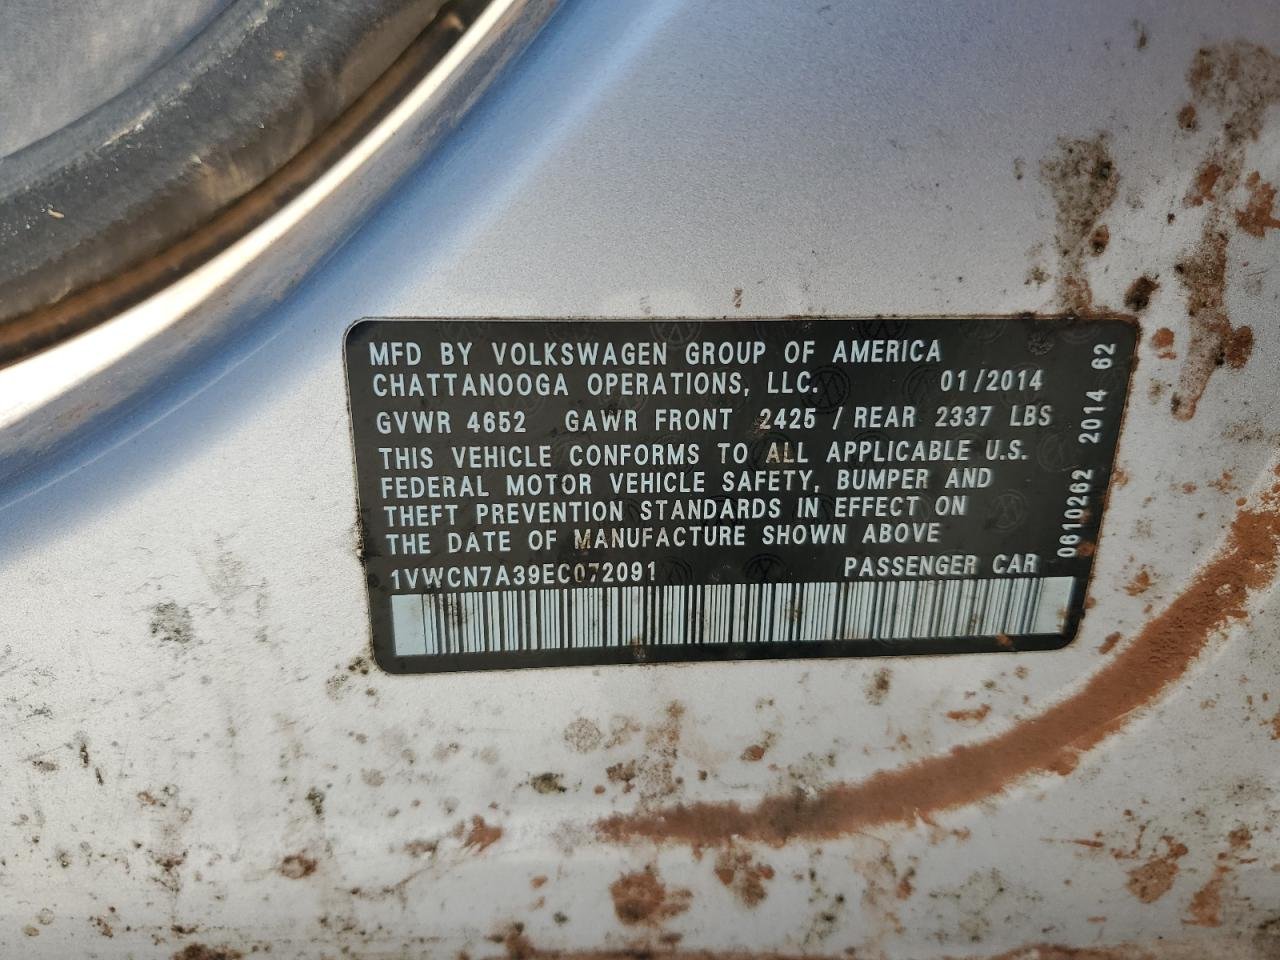 MFD BY VOLKSWAGEN GROUP OF AMERICA
CHATTANOOGA OPERATIONS, LLC. 01/2014
GVWR 4652 GAWR FRONT 2425 / REAR 2337 LBS
THIS VEHICLE CONFORMS TO ALL APPLICABLE U.S.
FEDERAL MOTOR VEHICLE SAFETY, BUMPER AND
THEFT PREVENTION STANDARDS IN EFFECT ON
THE DATE OF MANUFACTURE SHOWN ABOVE
1VWCN7A39EC072091 PASSENGER CAR
0610262 2014 62